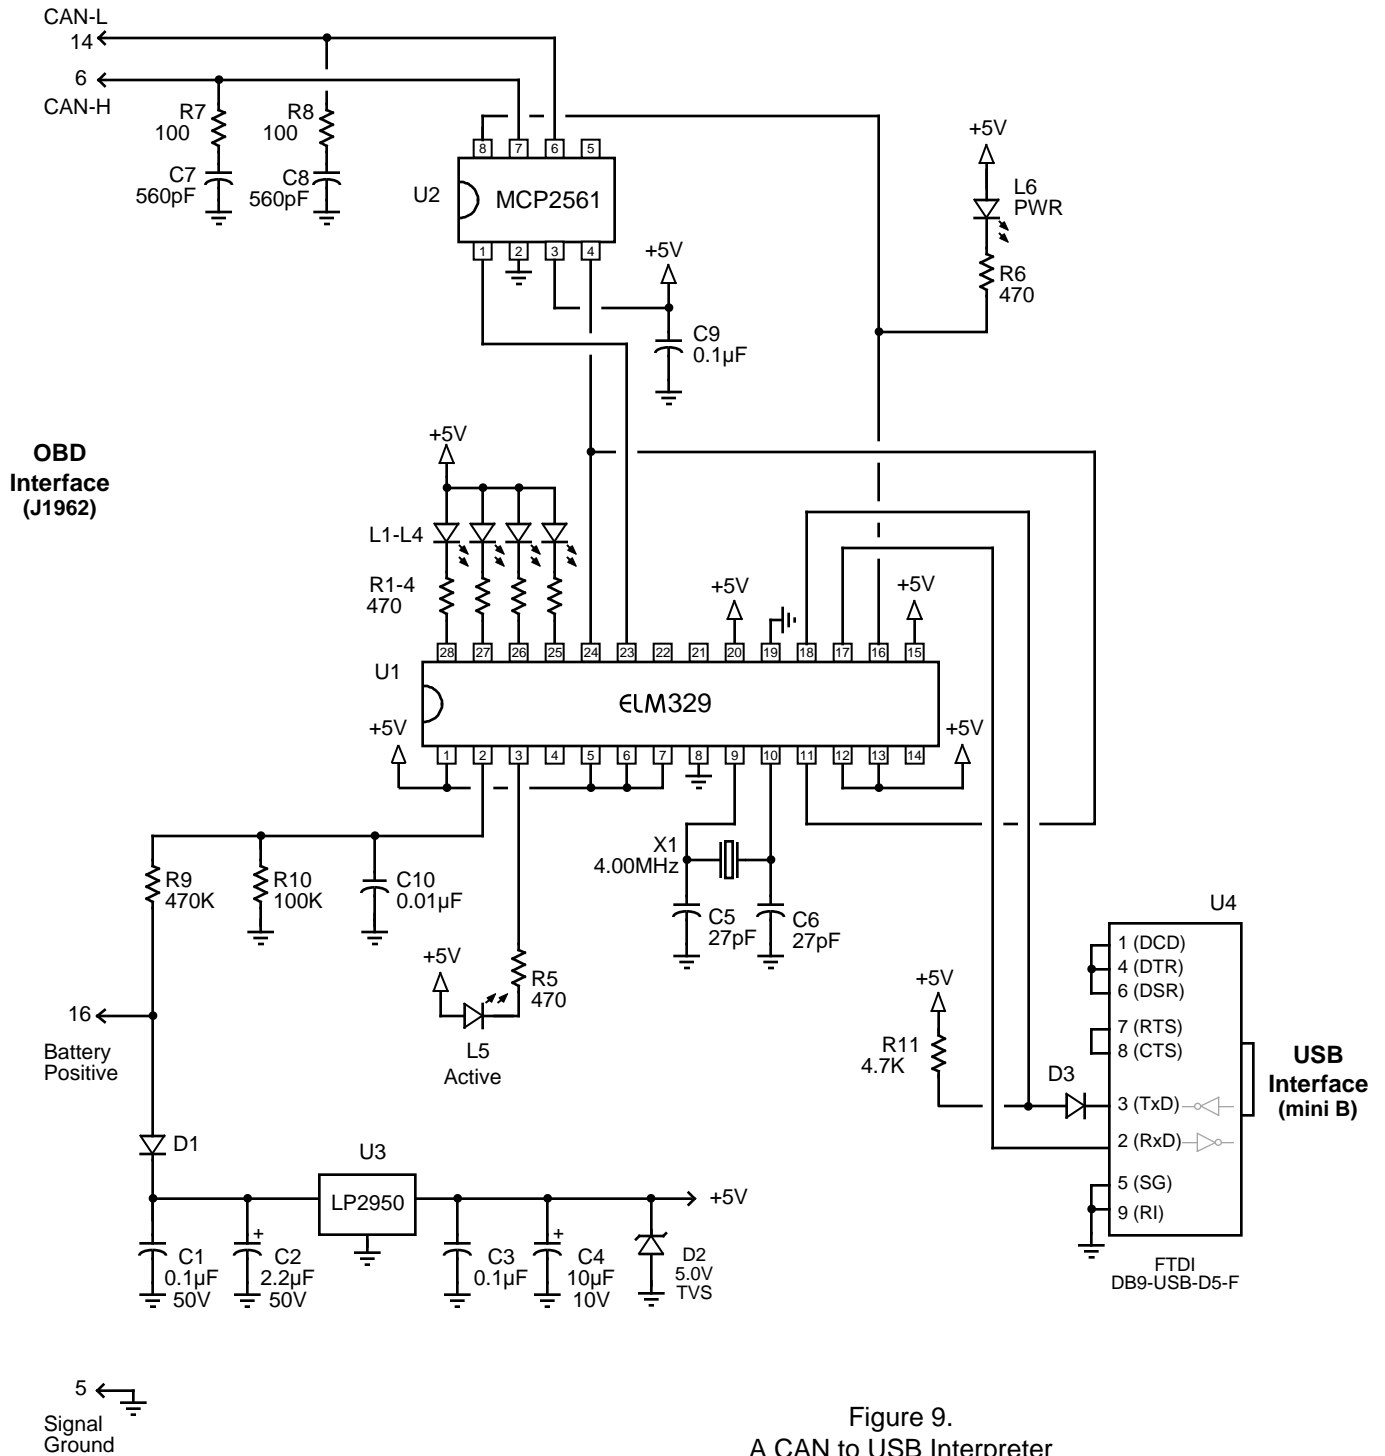 CAN-L
14
6
CAN-H
R7
100
R8
100
C7
560pF
C8
560pF
8
7
6
5
U2
MCP2561
1
2
3
4
+5V
C9
0.1µF
+5V
L6
PWR
R6
470
OBD
Interface
(J1962)
+5V
L1-L4
R1-4
470
+5V
+5V
28
27
26
25
24
23
22
21
20
19
18
17
16
15
U1
ELM329
+5V
+5V
1
2
3
4
5
6
7
8
9
10
11
12
13
14
R9
470K
R10
100K
C10
0.01µF
X1
4.00MHz
C5
27pF
C6
27pF
+5V
R5
470
L5
Active
16
Battery
Positive
D1
U3
LP2950
+5V
C1
0.1µF
50V
+
C2
2.2µF
50V
C3
0.1µF
+
C4
10µF
10V
D2
5.0V
TVS
+5V
R11
4.7K
D3
U4
1 (DCD)
4 (DTR)
6 (DSR)
7 (RTS)
8 (CTS)
3 (TxD)
2 (RxD)
5 (SG)
9 (RI)
FTDI
DB9-USB-D5-F
USB
Interface
(mini B)
5
Signal
Ground
Figure 9.
A CAN to USB Interpreter